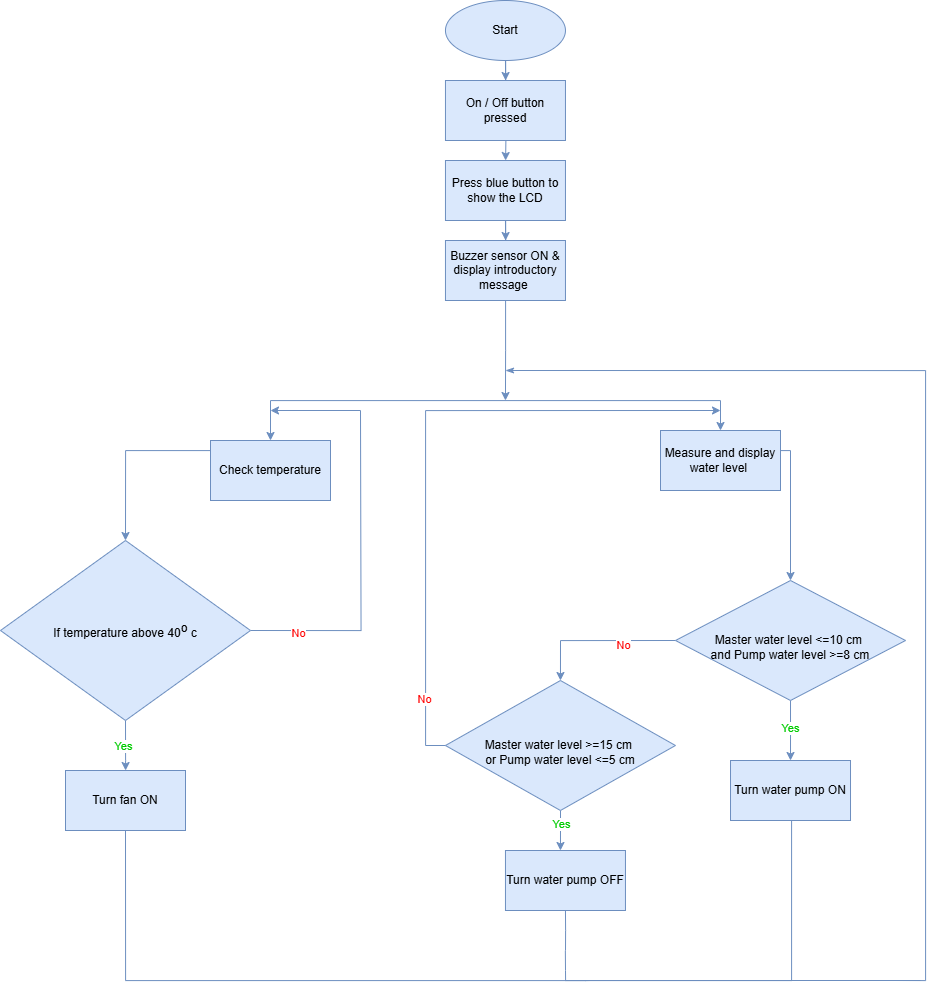 Start
On / Off button
pressed
Press blue button to
show the LCD
Buzzer sensor ON &
display introductory
message
Check temperature
Measure and display
water level
If temperature above 40⁰ c
No
Master water level <=10 cm
and Pump water level >=8 cm
No
No
Master water level >=15 cm
or Pump water level <=5 cm
Yes
Yes
Turn fan ON
Turn water pump ON
Yes
Turn water pump OFF